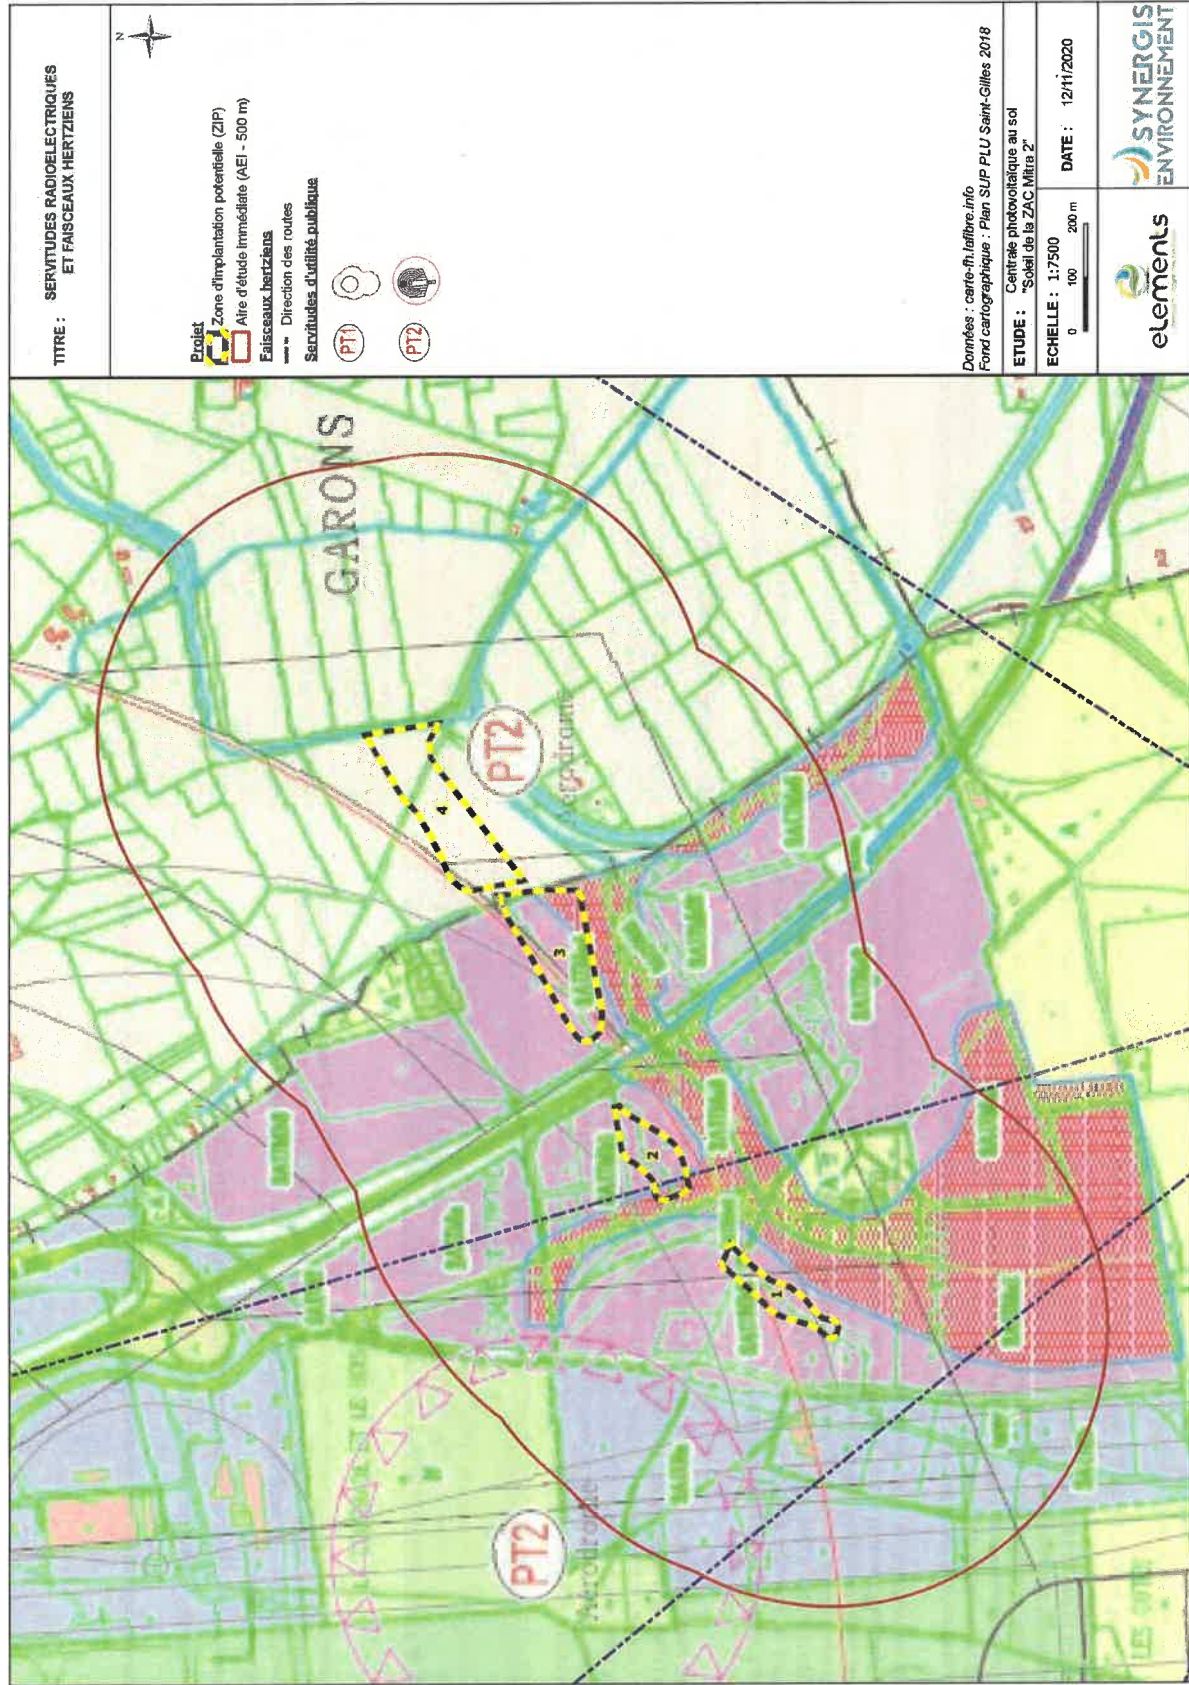 TITRE : SERVITUDES RADIOELECTRIQUES
ET FAISCEAUX HERTZIENS
N
Projet
Zone d'implantation potentielle (ZIP)
Aire d'étude immédiate (AEI - 500 m)
Faisceaux hertziens
Direction des routes
Servitudes d'utilité publique
PT1
PT2
Données : carte-fh.lafibre.info
Fond cartographique : Plan SUP PLU Saint-Gilles 2018
ETUDE : Centrale photovoltaïque au sol
"Soleil de la ZAC Mitra 2"
ECHELLE : 1:7500
0 100 200 m
DATE : 12/11/2020
elements
SYNERGIS
ENVIRONNEMENT
GARONS
PT2
4
3
2
1
PT2
A